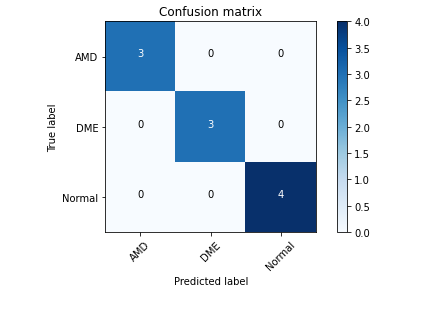 Confusion matrix
True label
AMD
DME
Normal
3 0 0
0 3 0
0 0 4
AMD DME Normal
Predicted label
4.0
3.5
3.0
2.5
2.0
1.5
1.0
0.5
0.0